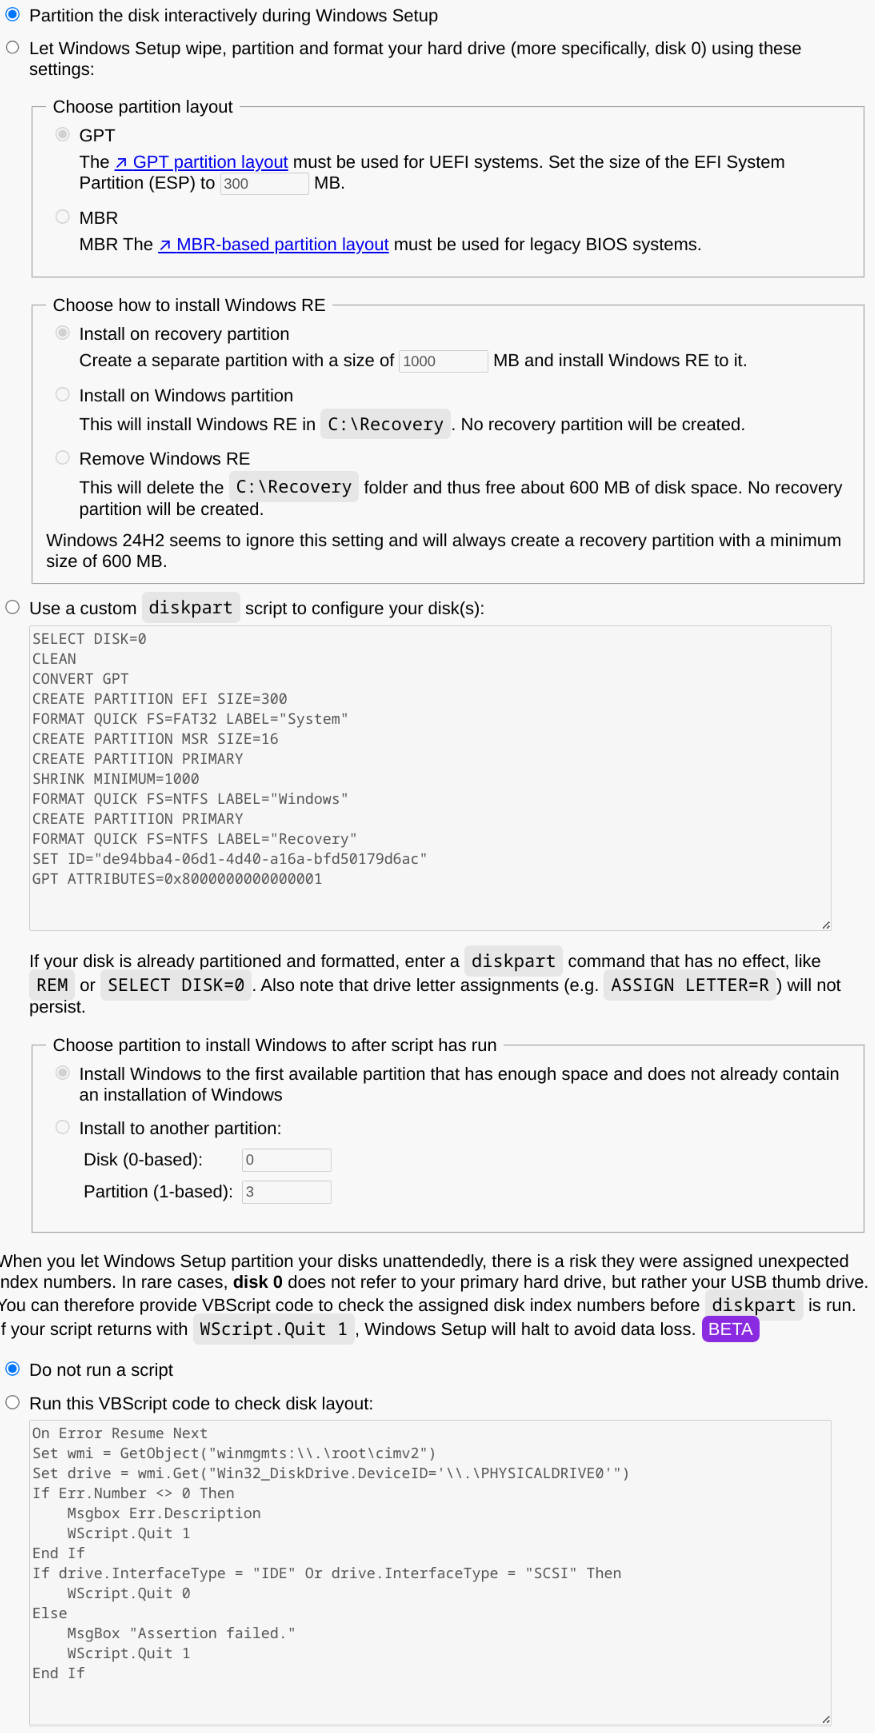 Partition the disk interactively during Windows Setup
Let Windows Setup wipe, partition and format your hard drive (more specifically, disk 0) using these
settings:
Choose partition layout
GPT
The ↗ GPT partition layout must be used for UEFI systems. Set the size of the EFI System
Partition (ESP) to 300 MB.
MBR
MBR The ↗ MBR-based partition layout must be used for legacy BIOS systems.
Choose how to install Windows RE
Install on recovery partition
Create a separate partition with a size of 1000 MB and install Windows RE to it.
Install on Windows partition
This will install Windows RE in C:\Recovery . No recovery partition will be created.
Remove Windows RE
This will delete the C:\Recovery folder and thus free about 600 MB of disk space. No recovery
partition will be created.
Windows 24H2 seems to ignore this setting and will always create a recovery partition with a minimum
size of 600 MB.
Use a custom diskpart script to configure your disk(s):
SELECT DISK=0
CLEAN
CONVERT GPT
CREATE PARTITION EFI SIZE=300
FORMAT QUICK FS=FAT32 LABEL="System"
CREATE PARTITION MSR SIZE=16
CREATE PARTITION PRIMARY
SHRINK MINIMUM=1000
FORMAT QUICK FS=NTFS LABEL="Windows"
CREATE PARTITION PRIMARY
FORMAT QUICK FS=NTFS LABEL="Recovery"
SET ID="de94bba4-06d1-4d40-a16a-bfd50179d6ac"
GPT ATTRIBUTES=0x8000000000000001
If your disk is already partitioned and formatted, enter a diskpart command that has no effect, like
REM or SELECT DISK=0 . Also note that drive letter assignments (e.g. ASSIGN LETTER=R ) will not
persist.
Choose partition to install Windows to after script has run
Install Windows to the first available partition that has enough space and does not already contain
an installation of Windows
Install to another partition:
Disk (0-based): 0
Partition (1-based): 3
When you let Windows Setup partition your disks unattendedly, there is a risk they were assigned unexpected
ndex numbers. In rare cases, disk 0 does not refer to your primary hard drive, but rather your USB thumb drive.
You can therefore provide VBScript code to check the assigned disk index numbers before diskpart is run.
f your script returns with WScript.Quit 1 , Windows Setup will halt to avoid data loss. BETA
Do not run a script
Run this VBScript code to check disk layout:
On Error Resume Next
Set wmi = GetObject("winmgmts:\\.\root\cimv2")
Set drive = wmi.Get("Win32_DiskDrive.DeviceID='\\.\PHYSICALDRIVE0'")
If Err.Number <> 0 Then
    Msgbox Err.Description
    WScript.Quit 1
End If
If drive.InterfaceType = "IDE" Or drive.InterfaceType = "SCSI" Then
    WScript.Quit 0
Else
    MsgBox "Assertion failed."
    WScript.Quit 1
End If